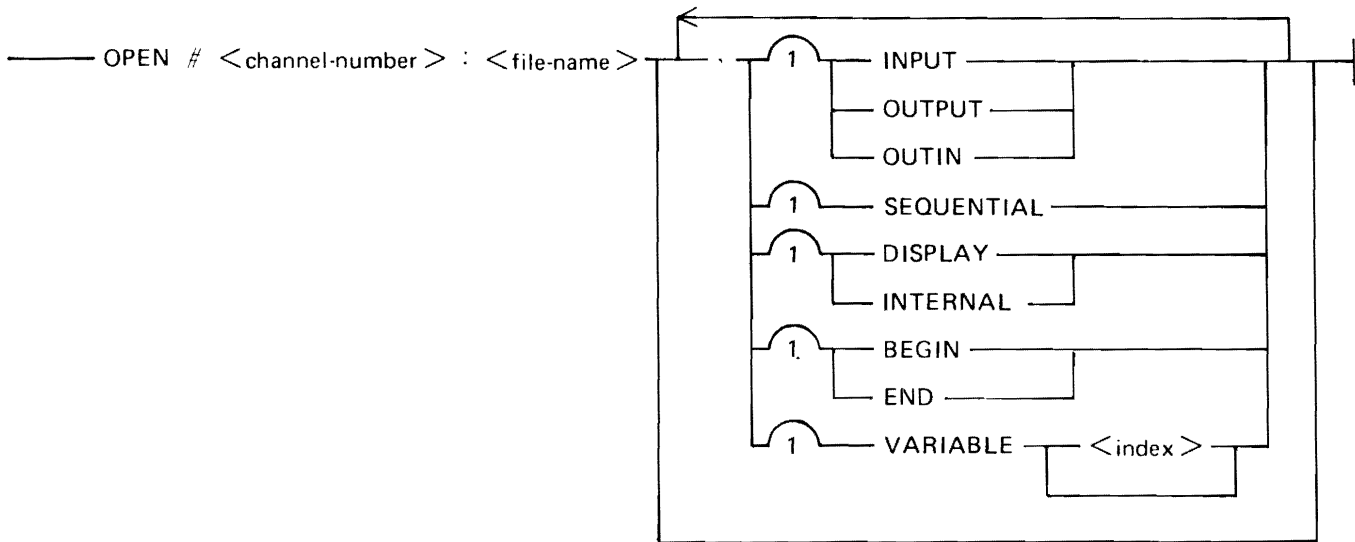 OPEN # <channel-number> : <file-name> , 1 INPUT
OUTPUT
OUTIN
1 SEQUENTIAL
1 DISPLAY
INTERNAL
1 BEGIN
END
1 VARIABLE <index>